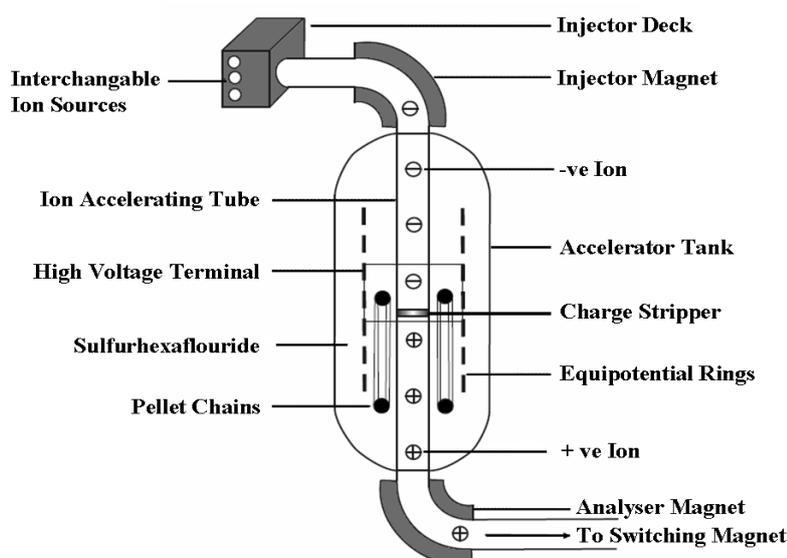 Injector Deck
Interchangable
Ion Sources
Injector Magnet
-ve Ion
Ion Accelerating Tube
Accelerator Tank
High Voltage Terminal
Charge Stripper
Sulfurhexaflouride
Equipotential Rings
Pellet Chains
+ ve Ion
Analyser Magnet
To Switching Magnet